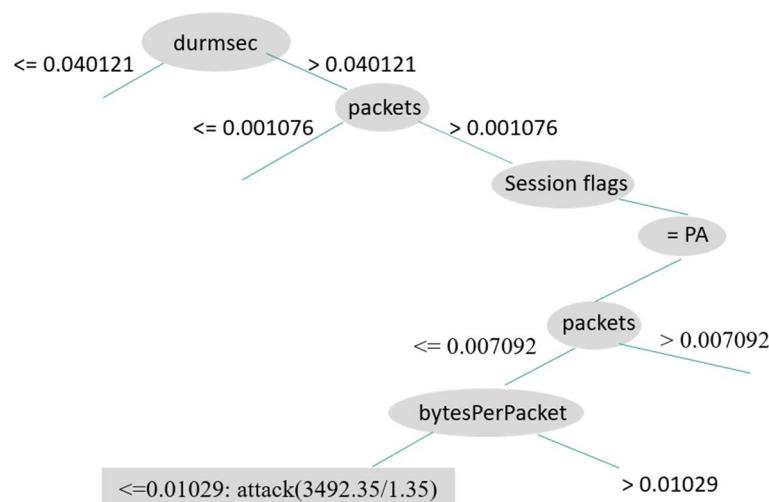 durmsec
<= 0.040121
> 0.040121
packets
<= 0.001076
> 0.001076
Session flags
= PA
packets
<= 0.007092
> 0.007092
bytesPerPacket
<=0.01029: attack(3492.35/1.35)
> 0.01029